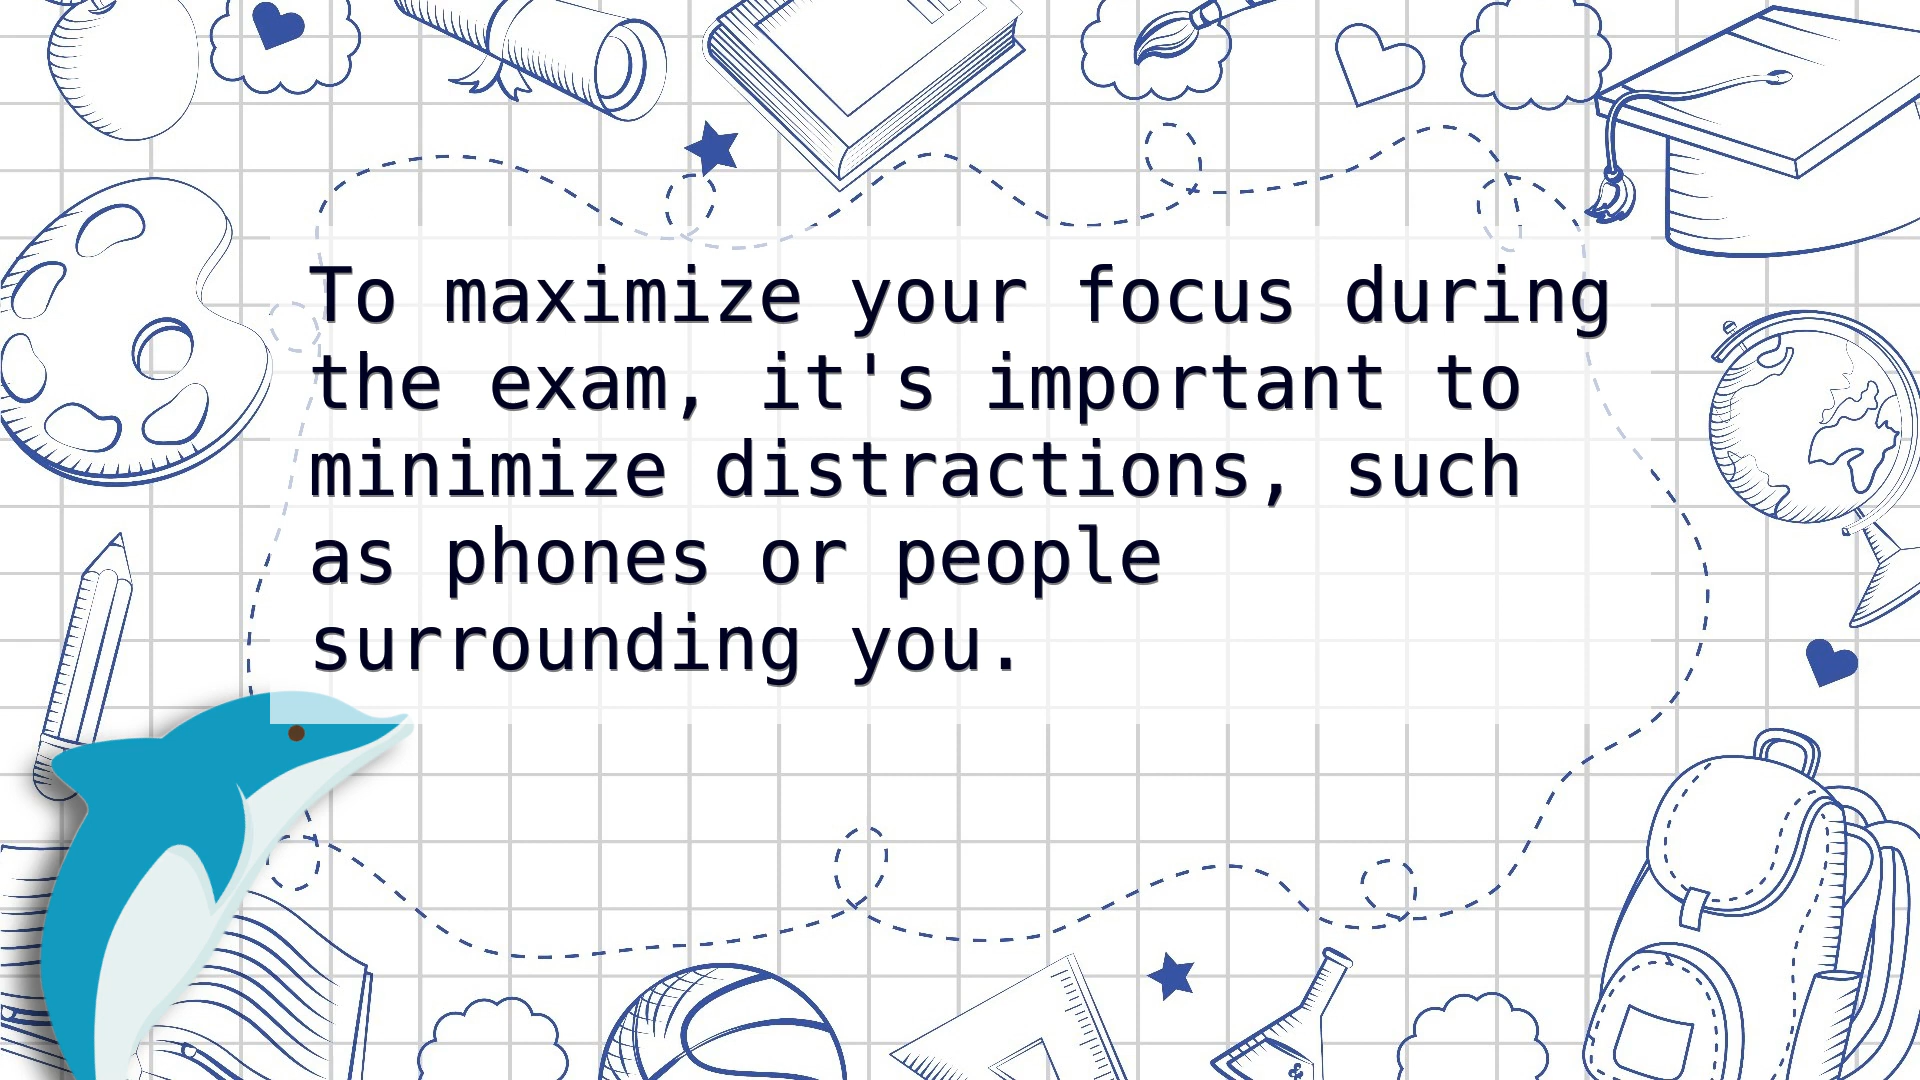 To maximize your focus during
the exam, it's important to
minimize distractions, such
as phones or people
surrounding you.